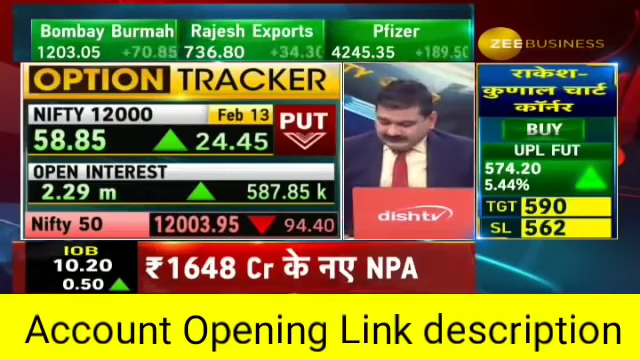 Bombay Burmah Rajesh Exports Pfizer
1203.05 +70.85 736.80 +34.30 4245.35 +189.50
ZEEBUSINESS
OPTION TRACKER
NIFTY 12000 Feb 13
58.85 24.45
PUT
OPEN INTEREST
2.29 m 587.85 k
Nifty 50 12003.95 94.40
dishtv
राकेश-
कुणाल चार्ट
कॉर्नर
BUY
UPL FUT
574.20
5.44%
TGT 590
SL 562
IOB
10.20
0.50
₹1648 Cr के नए NPA
Account Opening Link description